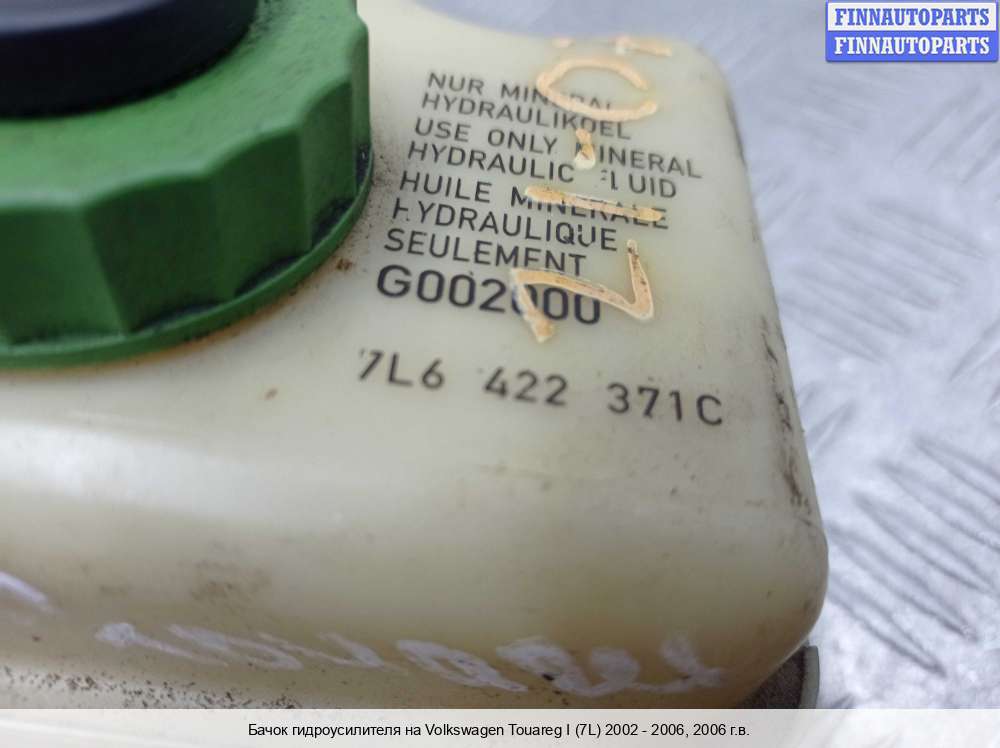 FINNAUTOPARTS
FINNAUTOPARTS
NUR MINERAL
HYDRAULIKOEL
USE ONLY MINERAL
HYDRAULIC FLUID
HUILE MINERALE
HYDRAULIQUE
SEULEMENT
G002000
7L6 422 371C
Бачок гидроусилителя на Volkswagen Touareg I (7L) 2002 - 2006, 2006 г.в.